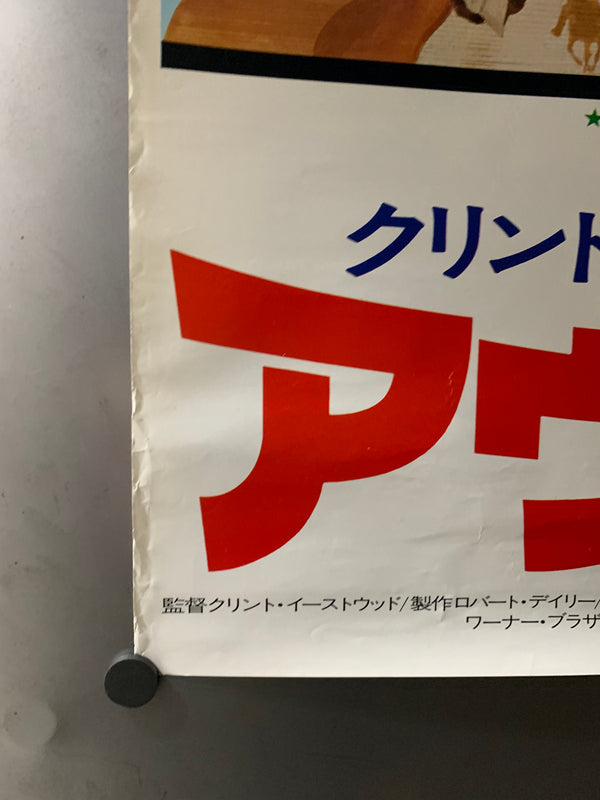 クリント
ア
監督クリント・イーストウッド/製作ロバート・デイリー/
ワーナー・ブラザ